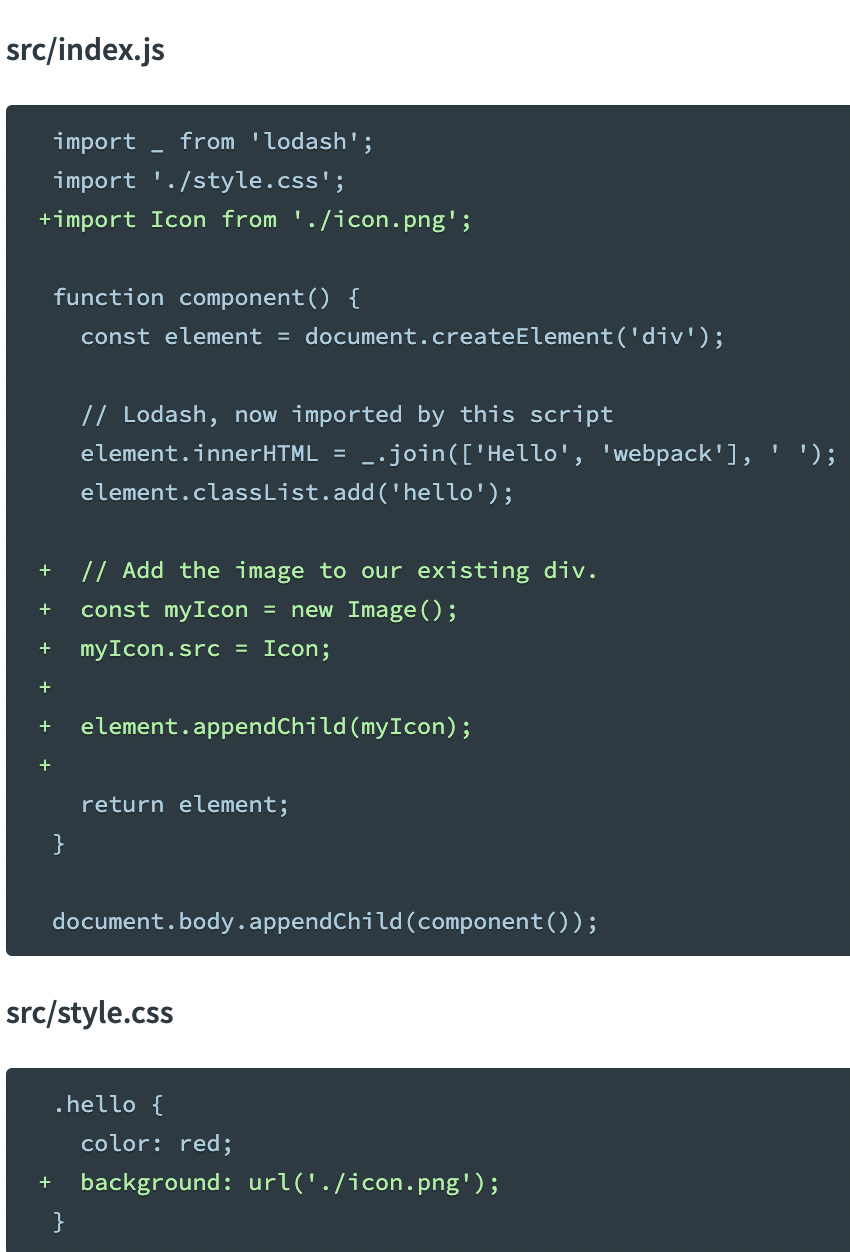 src/index.js
 import _ from 'lodash';
 import './style.css';
+import Icon from './icon.png';

 function component() {
   const element = document.createElement('div');

   // Lodash, now imported by this script
   element.innerHTML = _.join(['Hello', 'webpack'], ' ');
   element.classList.add('hello');

+  // Add the image to our existing div.
+  const myIcon = new Image();
+  myIcon.src = Icon;
+
+  element.appendChild(myIcon);
+
   return element;
 }

 document.body.appendChild(component());
src/style.css
 .hello {
   color: red;
+  background: url('./icon.png');
 }